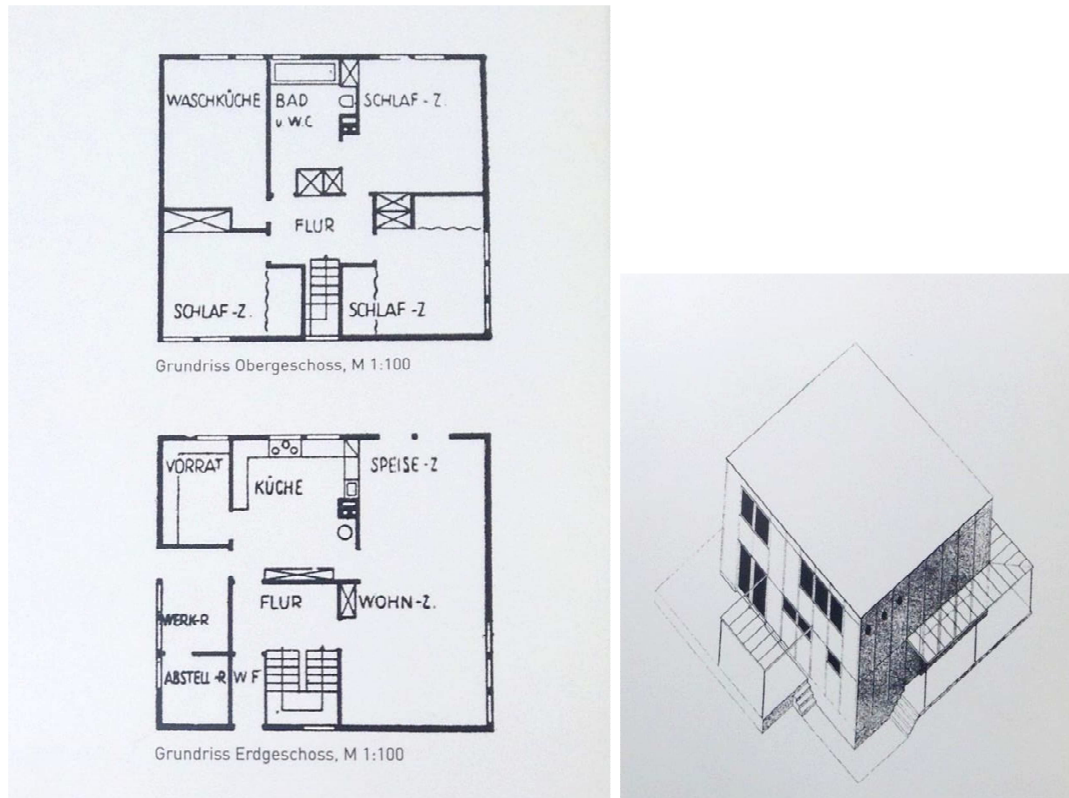 WASCHKÜCHE
BAD
u. W.C
SCHLAF - Z.
FLUR
SCHLAF -Z.
SCHLAF -Z
Grundriss Obergeschoss, M 1:100
VORRAT
KÜCHE
SPEISE - Z
FLUR
WOHN-Z.
WERK-R
ABSTELL -R
WF
Grundriss Erdgeschoss, M 1:100